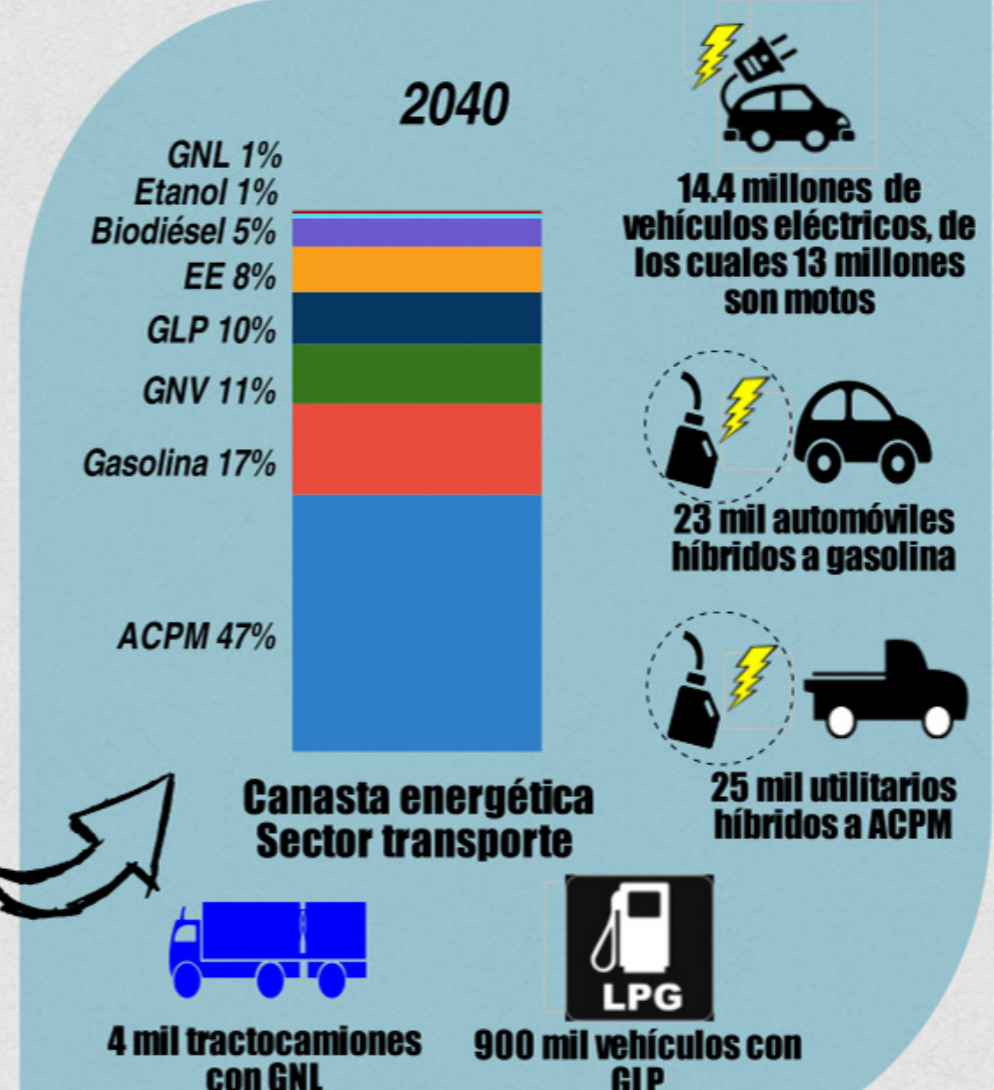 2040
GNL 1%
Etanol 1%
Biodiésel 5%
EE 8%
GLP 10%
GNV 11%
Gasolina 17%
ACPM 47%
Canasta energética
Sector transporte
14.4 millones de
vehículos eléctricos, de
los cuales 13 millones
son motos
23 mil automóviles
híbridos a gasolina
25 mil utilitarios
híbridos a ACPM
4 mil tractocamiones
con GNL
LPG
900 mil vehículos con
GLP